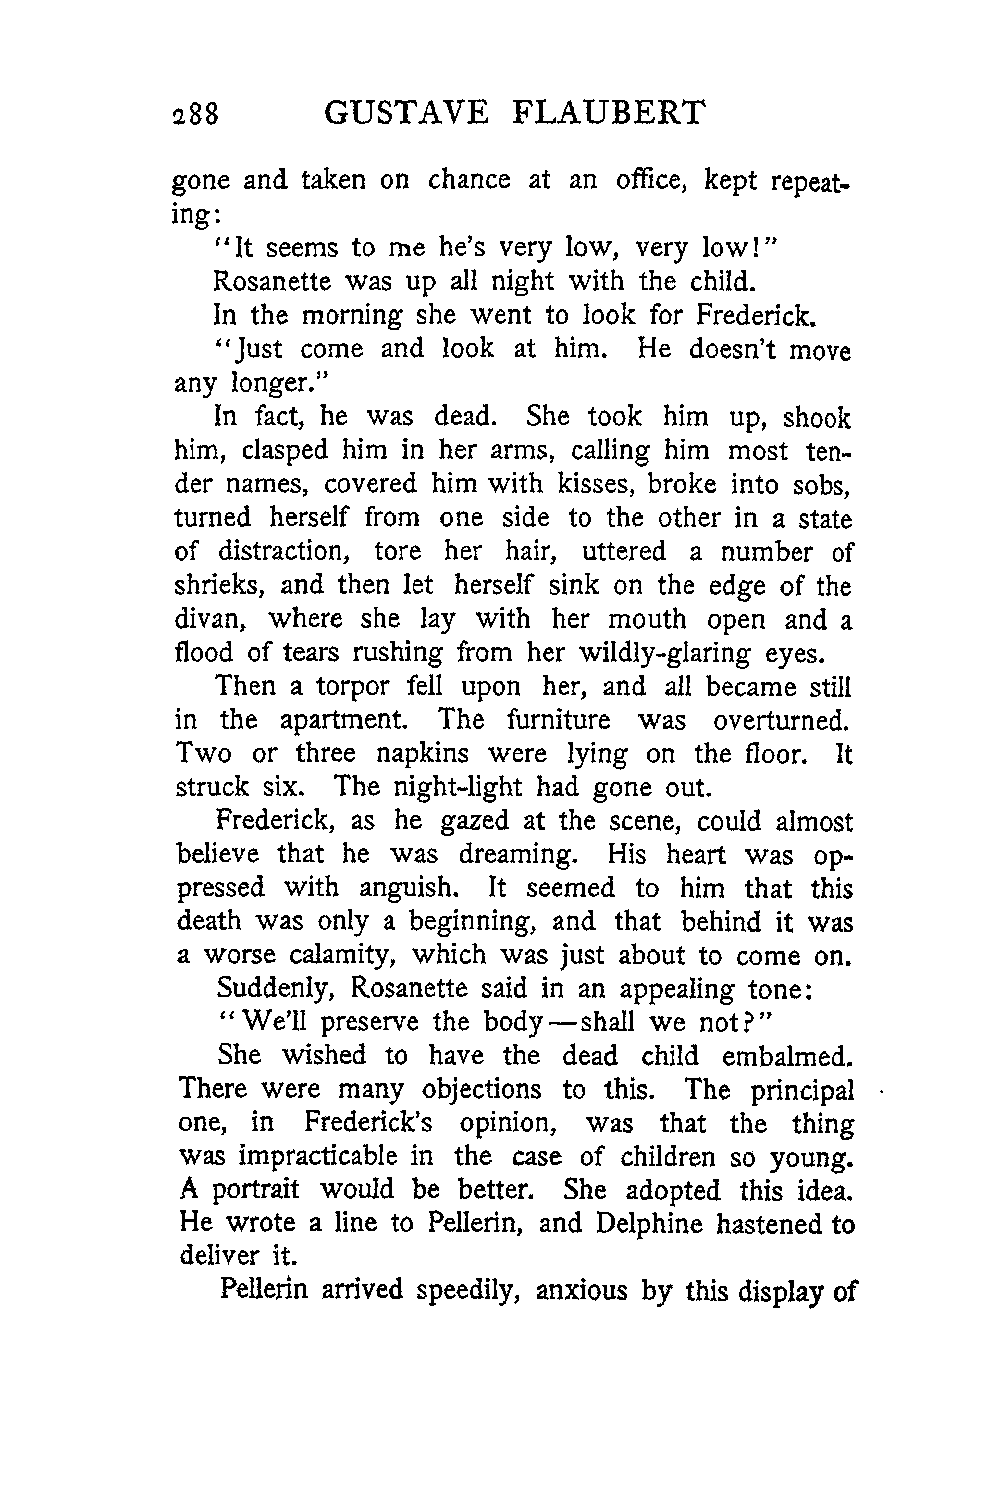 288 GUSTAVE FLAUBERT
gone and taken on chance at an office, kept repeat-
ing:
"It seems to me he's very low, very low!"
Rosanette was up all night with the child.
In the morning she went to look for Frederick.
"Just come and look at him. He doesn't move
any longer."
In fact, he was dead. She took him up, shook
him, clasped him in her arms, calling him most ten-
der names, covered him with kisses, broke into sobs,
turned herself from one side to the other in a state
of distraction, tore her hair, uttered a number of
shrieks, and then let herself sink on the edge of the
divan, where she lay with her mouth open and a
flood of tears rushing from her wildly-glaring eyes.
Then a torpor fell upon her, and all became still
in the apartment. The furniture was overturned.
Two or three napkins were lying on the floor. It
struck six. The night-light had gone out.
Frederick, as he gazed at the scene, could almost
believe that he was dreaming. His heart was op-
pressed with anguish. It seemed to him that this
death was only a beginning, and that behind it was
a worse calamity, which was just about to come on.
Suddenly, Rosanette said in an appealing tone:
"We'll preserve the body—shall we not?"
She wished to have the dead child embalmed.
There were many objections to this. The principal
one, in Frederick's opinion, was that the thing
was impracticable in the case of children so young.
A portrait would be better. She adopted this idea.
He wrote a line to Pellerin, and Delphine hastened to
deliver it.
Pellerin arrived speedily, anxious by this display of